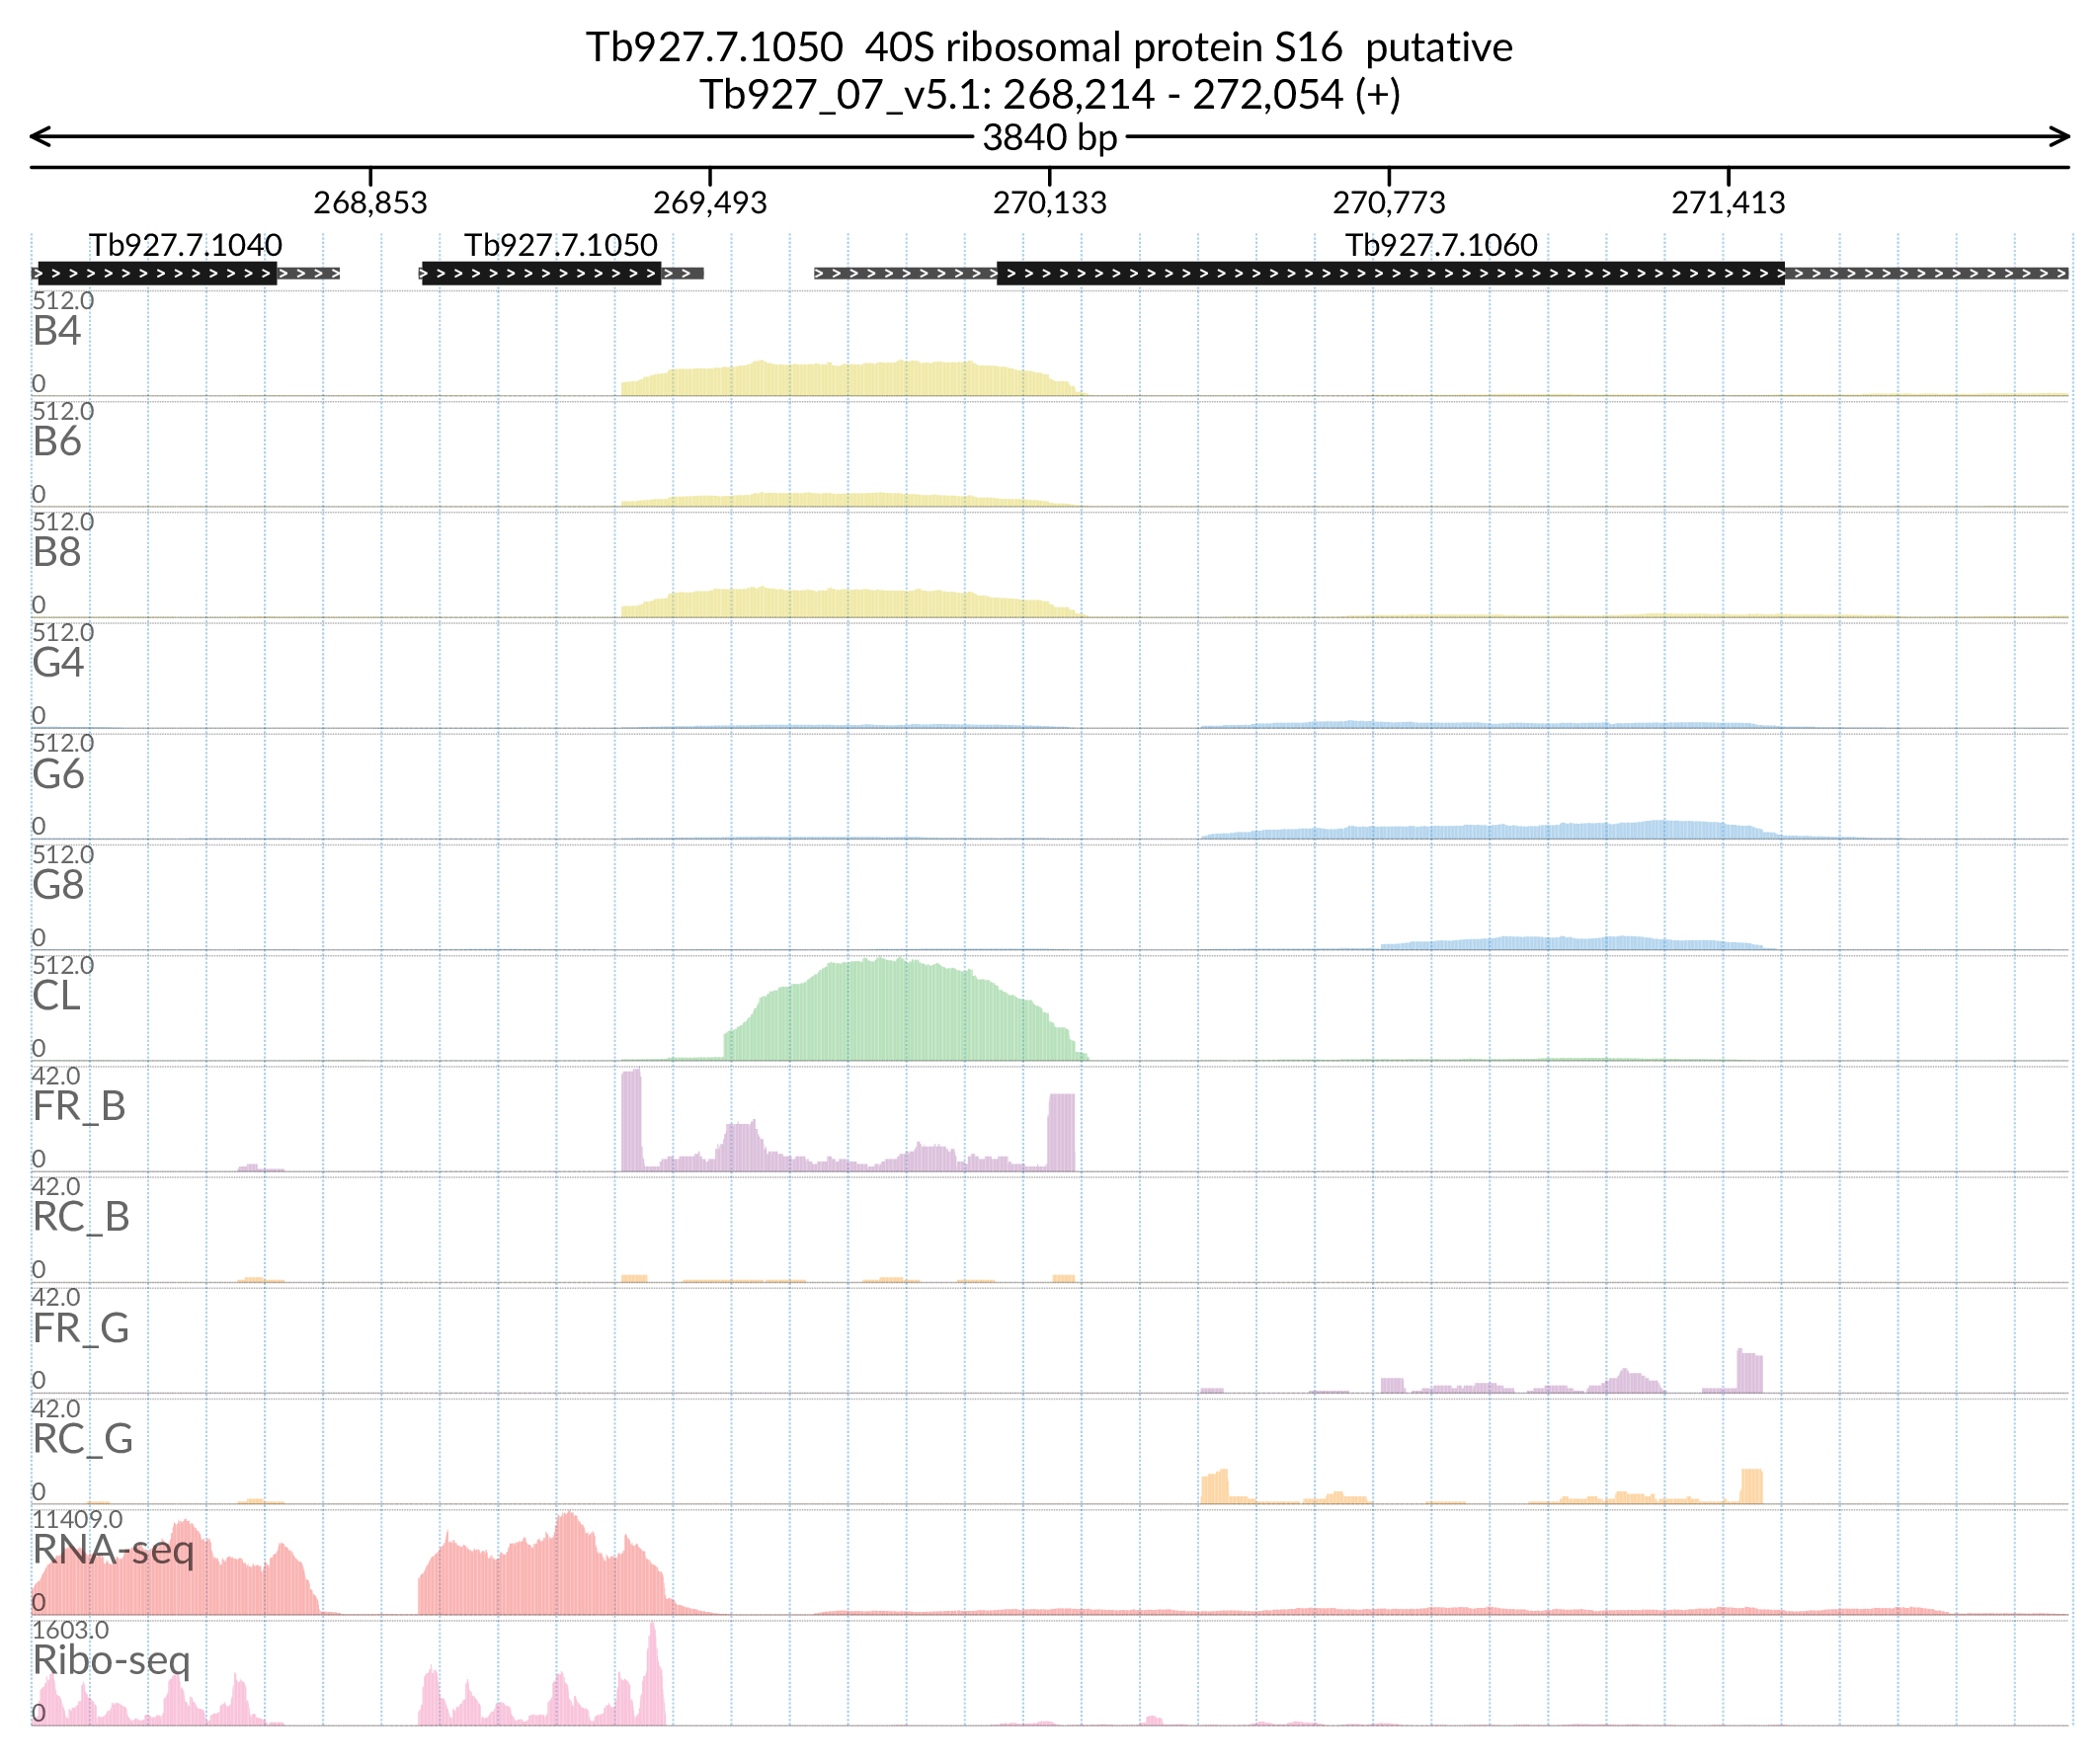 Tb927.7.1050  40S ribosomal protein S16  putative
Tb927_07_v5.1: 268,214 - 272,054 (+)
3840 bp
268,853 269,493 270,133 270,773 271,413
Tb927.7.1040 Tb927.7.1050 Tb927.7.1060
512.0
B4
0
512.0
B6
0
512.0
B8
0
512.0
G4
0
512.0
G6
0
512.0
G8
0
512.0
CL
0
42.0
FR_B
0
42.0
RC_B
0
42.0
FR_G
0
42.0
RC_G
0
11409.0
RNA-seq
0
1603.0
Ribo-seq
0